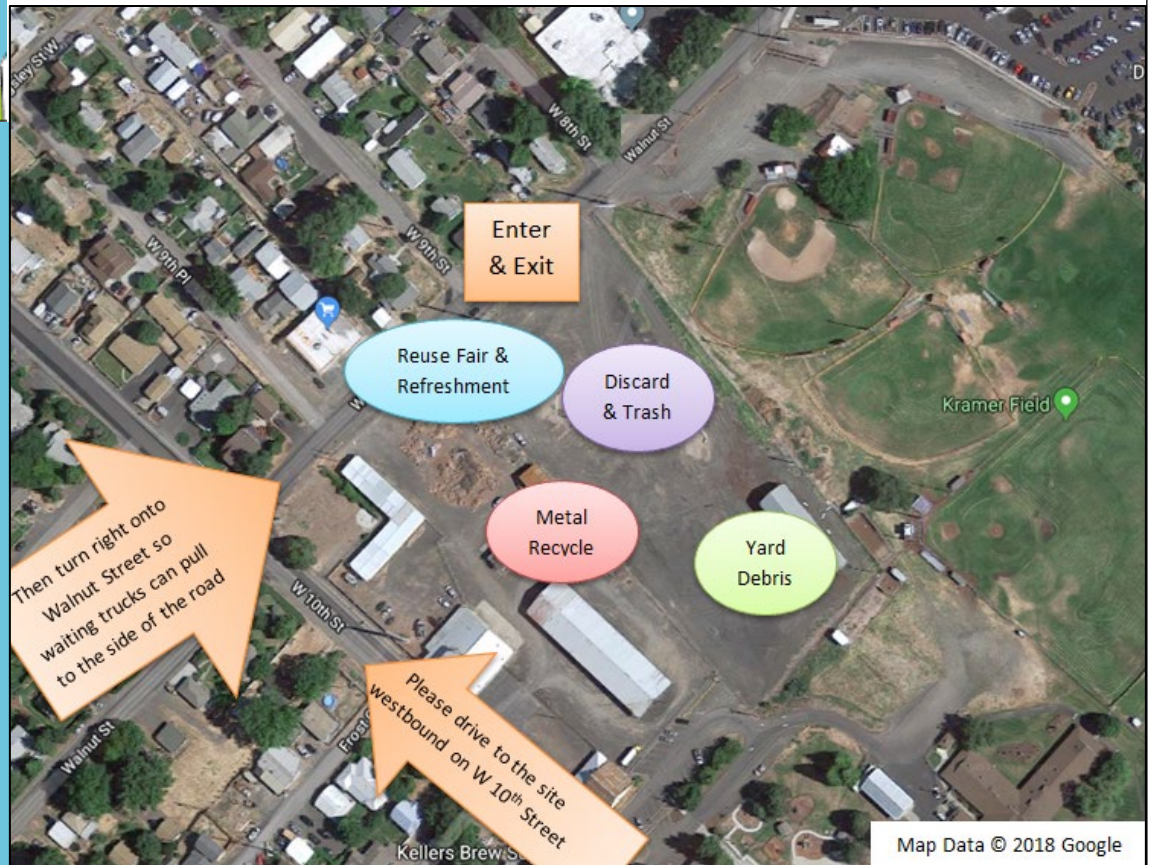 sley St W
W 8th St
Walnut St
D
Enter
& Exit
W 9th St
W 9th Pl
Reuse Fair &
Refreshment
Discard
& Trash
Kramer Field
W
Metal
Recycle
Yard
Debris
Then turn right onto
Walnut Street so
waiting trucks can pull
to the side of the road
W 10th St
Please drive to the site
westbound on W 10th Street
Walnut St
Frost
Kellers Brew S
Map Data © 2018 Google